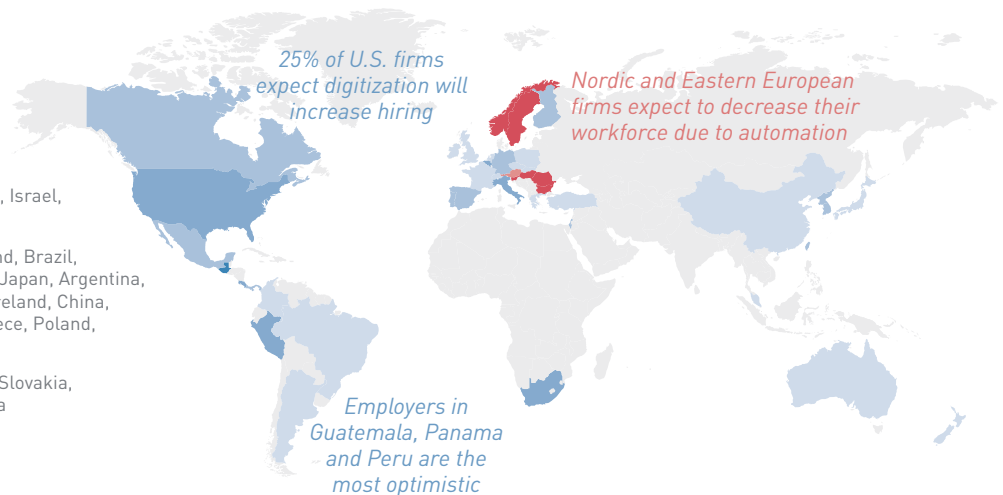 25% of U.S. firms
expect digitization will
increase hiring
Nordic and Eastern European
firms expect to decrease their
workforce due to automation
, Israel,
d, Brazil,
Japan, Argentina,
eland, China,
ece, Poland,
Slovakia,
a
Employers in
Guatemala, Panama
and Peru are the
most optimistic